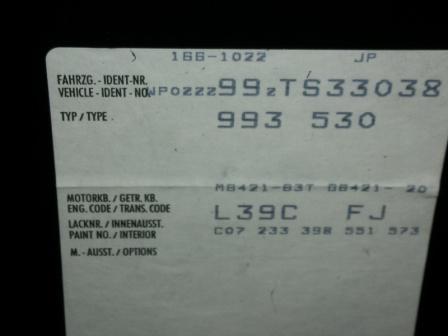 166-1022 JP
FAHRZG.-IDENT-NR.
VEHICLE-IDENT-NO. WP0ZZZ99ZTS33038
TYP/TYPE 993 530
M6421-63T G6421- 20
MOTORKB./GETR. KB.
ENG. CODE/TRANS. CODE L39C FJ
LACKNR./INNENAUSST.
PAINT NO./INTERIOR C07 233 398 551 573
M.-AUSST./OPTIONS